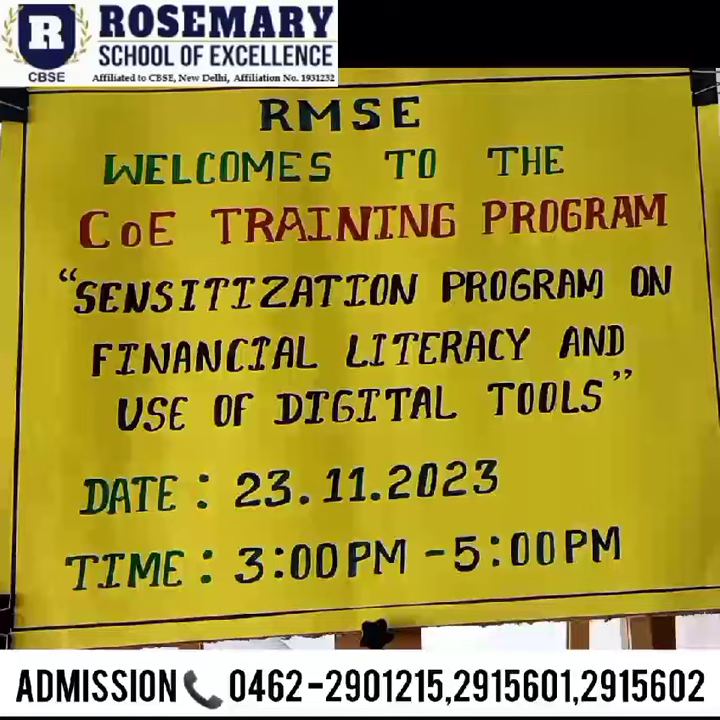 R ROSEMARY
SCHOOL OF EXCELLENCE
CBSE Affiliated to CBSE, New Delhi, Affiliation No. 1931232
RMSE
WELCOMES TO THE
CoE TRAINING PROGRAM
“SENSITIZATION PROGRAM ON
FINANCIAL LITERACY AND
USE OF DIGITAL TOOLS”
DATE : 23.11.2023
TIME : 3:00PM - 5:00PM
ADMISSION 0462-2901215,2915601,2915602